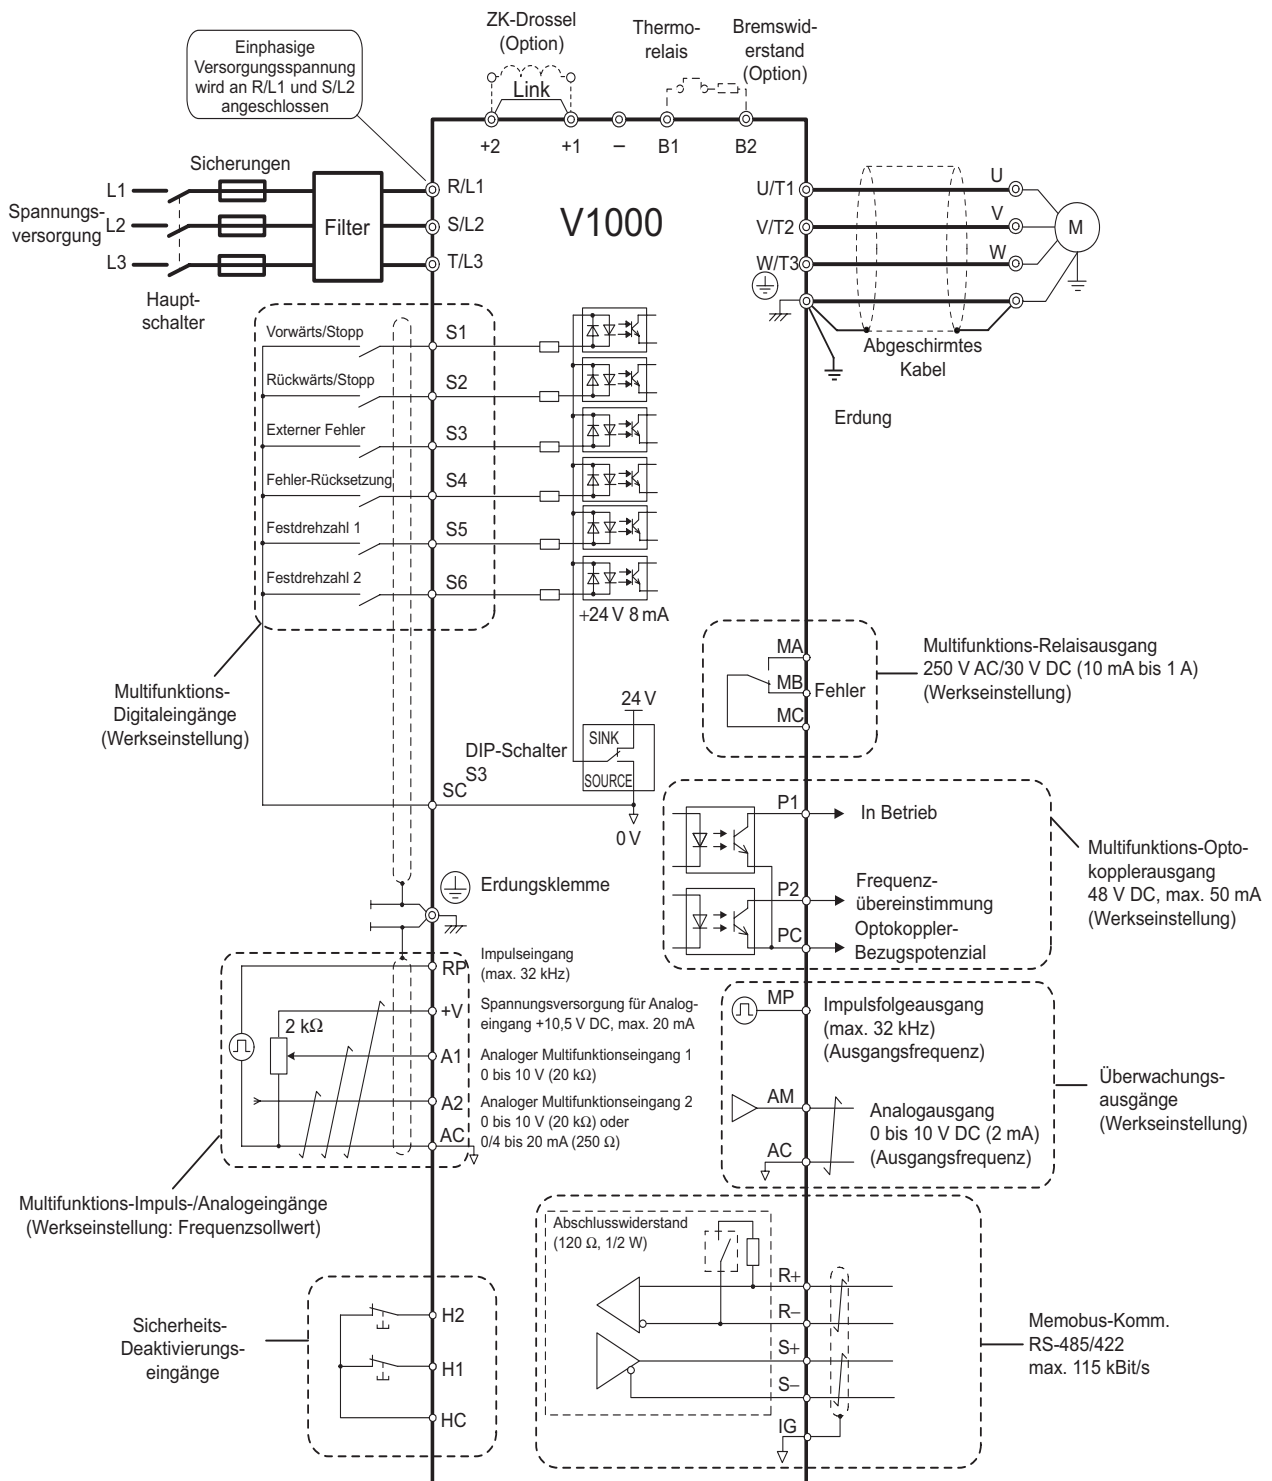 ZK-Drossel
(Option)
Thermo-
relais
Bremswid-
erstand
(Option)
Einphasige
Versorgungsspannung
wird an R/L1 und S/L2
angeschlossen
Link
+2
+1
–
B1
B2
Sicherungen
L1
L2
L3
Spannungs-
versorgung
Filter
Haupt-
schalter
R/L1
S/L2
T/L3
V1000
U/T1
V/T2
W/T3
U
V
W
M
Abgeschirmtes
Kabel
Erdung
Vorwärts/Stopp
S1
Rückwärts/Stopp
S2
Externer Fehler
S3
Fehler-Rücksetzung
S4
Festdrehzahl 1
S5
Festdrehzahl 2
S6
+24 V 8 mA
Multifunktions-
Digitaleingänge
(Werkseinstellung)
24 V
SINK
SOURCE
DIP-Schalter
S3
SC
0 V
MA
MB
MC
Fehler
Multifunktions-Relaisausgang
250 V AC/30 V DC (10 mA bis 1 A)
(Werkseinstellung)
P1
In Betrieb
P2
Frequenz-
übereinstimmung
PC
Optokoppler-
Bezugspotenzial
Multifunktions-Opto-
kopplerausgang
48 V DC, max. 50 mA
(Werkseinstellung)
Erdungsklemme
RP
Impulseingang
(max. 32 kHz)
+V
Spannungsversorgung für Analog-
eingang +10,5 V DC, max. 20 mA
2 kΩ
A1
Analoger Multifunktionseingang 1
0 bis 10 V (20 kΩ)
A2
Analoger Multifunktionseingang 2
0 bis 10 V (20 kΩ) oder
0/4 bis 20 mA (250 Ω)
AC
Multifunktions-Impuls-/Analogeingänge
(Werkseinstellung: Frequenzsollwert)
MP
Impulsfolgeausgang
(max. 32 kHz)
(Ausgangsfrequenz)
AM
Analogausgang
0 bis 10 V DC (2 mA)
(Ausgangsfrequenz)
AC
Überwachungs-
ausgänge
(Werkseinstellung)
Sicherheits-
Deaktivierungs-
eingänge
H2
H1
HC
Abschlusswiderstand
(120 Ω, 1/2 W)
R+
R–
S+
S–
IG
Memobus-Komm.
RS-485/422
max. 115 kBit/s